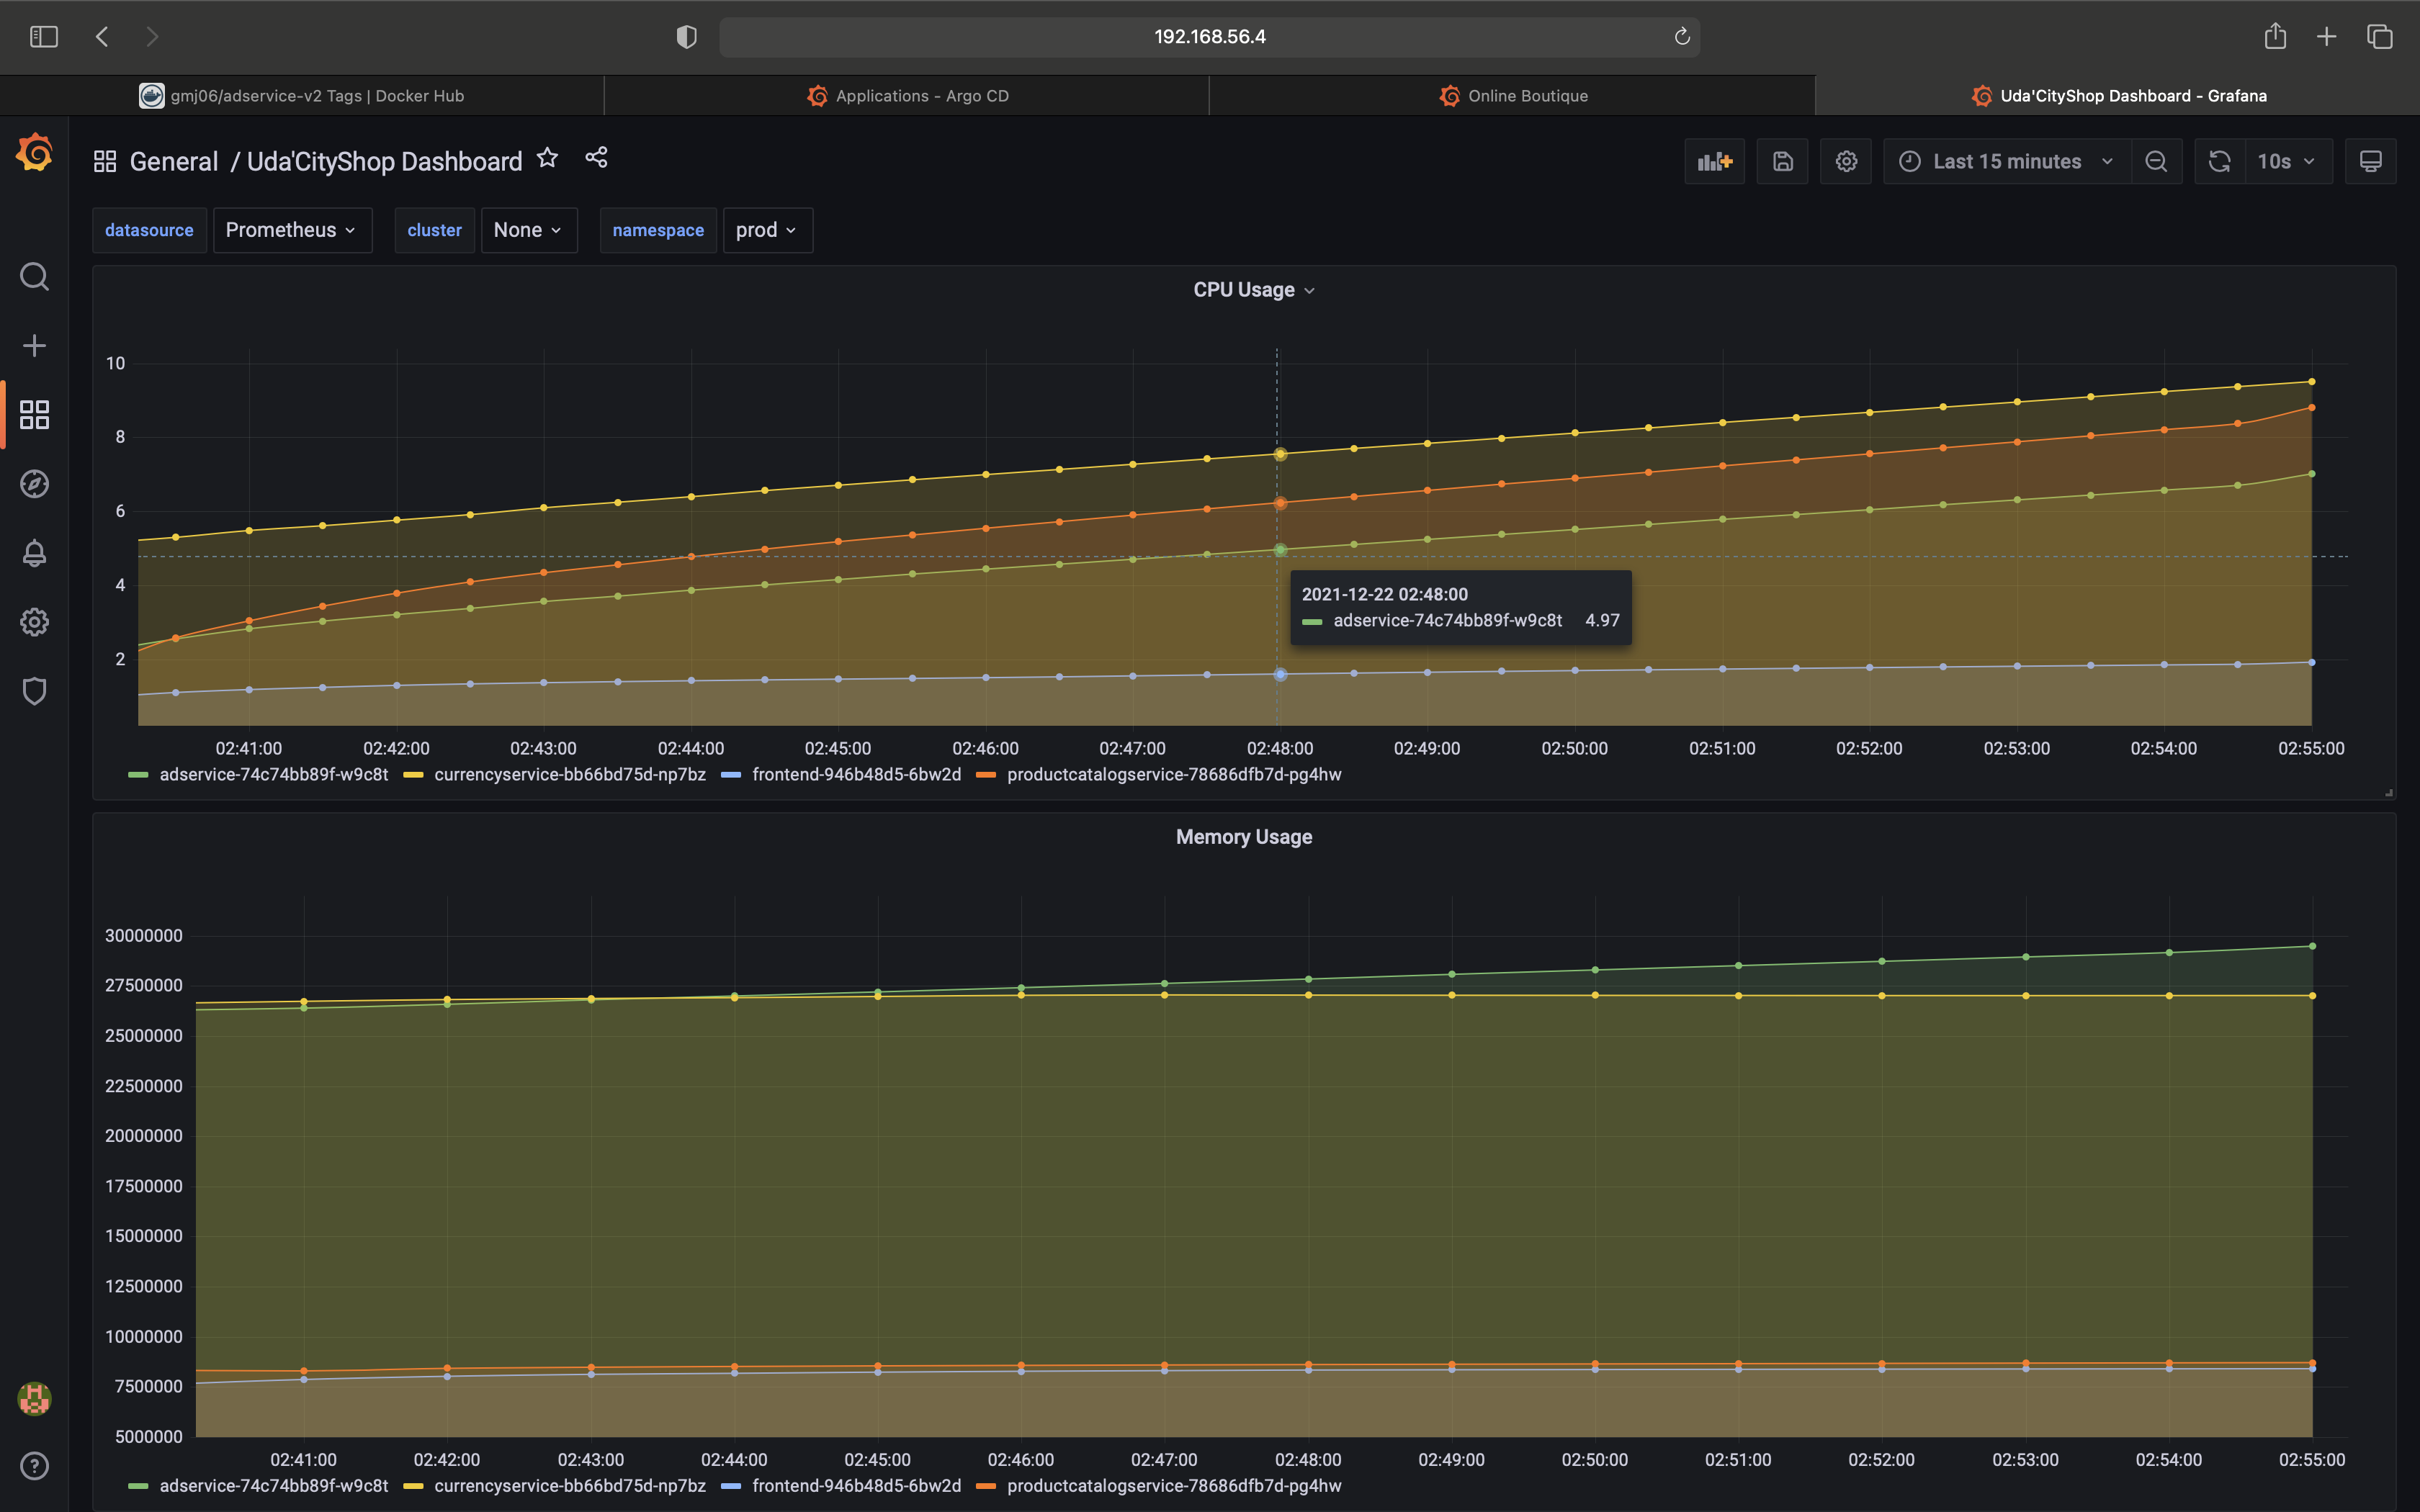 192.168.56.4
gmj06/adservice-v2 Tags | Docker Hub
Applications - Argo CD
Online Boutique
Uda'CityShop Dashboard - Grafana
General / Uda'CityShop Dashboard
Last 15 minutes
10s
datasource Prometheus cluster None namespace prod
CPU Usage
10
8
6
4
2
2021-12-22 02:48:00
adservice-74c74bb89f-w9c8t 4.97
02:41:00 02:42:00 02:43:00 02:44:00 02:45:00 02:46:00 02:47:00 02:48:00 02:49:00 02:50:00 02:51:00 02:52:00 02:53:00 02:54:00 02:55:00
adservice-74c74bb89f-w9c8t currencyservice-bb66bd75d-np7bz frontend-946b48d5-6bw2d productcatalogservice-78686dfb7d-pg4hw
Memory Usage
30000000
27500000
25000000
22500000
20000000
17500000
15000000
12500000
10000000
7500000
5000000
02:41:00 02:42:00 02:43:00 02:44:00 02:45:00 02:46:00 02:47:00 02:48:00 02:49:00 02:50:00 02:51:00 02:52:00 02:53:00 02:54:00 02:55:00
adservice-74c74bb89f-w9c8t currencyservice-bb66bd75d-np7bz frontend-946b48d5-6bw2d productcatalogservice-78686dfb7d-pg4hw